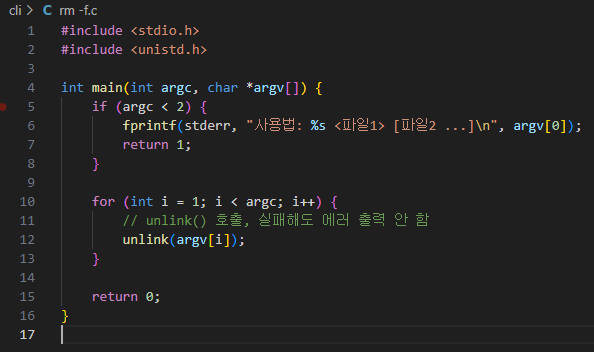 cli > C rm -f.c
1 #include <stdio.h>
2 #include <unistd.h>
3
4 int main(int argc, char *argv[]) {
5     if (argc < 2) {
6         fprintf(stderr, "사용법: %s <파일1> [파일2 ...]\n", argv[0]);
7         return 1;
8     }
9
10     for (int i = 1; i < argc; i++) {
11         // unlink() 호출, 실패해도 에러 출력 안 함
12         unlink(argv[i]);
13     }
14
15     return 0;
16 }
17